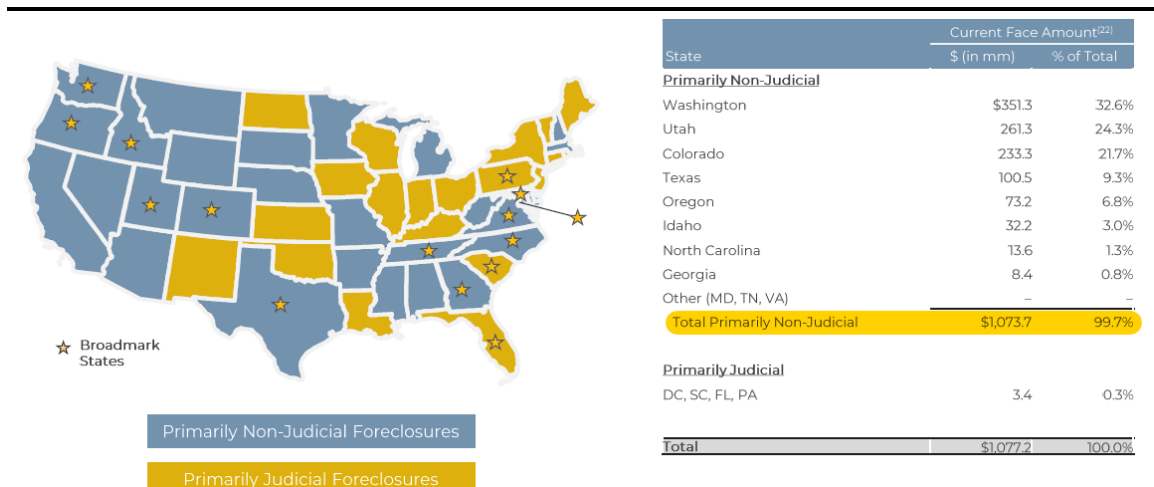 Current Face Amount(22)
State $ (in mm) % of Total
Primarily Non-Judicial
Washington $351.3 32.6%
Utah 261.3 24.3%
Colorado 233.3 21.7%
Texas 100.5 9.3%
Oregon 73.2 6.8%
Idaho 32.2 3.0%
North Carolina 13.6 1.3%
Georgia 8.4 0.8%
Other (MD, TN, VA) – –
Total Primarily Non-Judicial $1,073.7 99.7%
Primarily Judicial
DC, SC, FL, PA 3.4 0.3%
Total $1,077.2 100.0%
Broadmark
States
Primarily Non-Judicial Foreclosures
Primarily Judicial Foreclosures